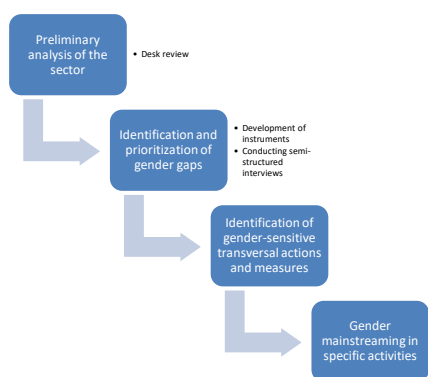 Preliminary
analysis of the
sector
• Desk review
Identification and
prioritization of
gender gaps
• Development of
instruments
• Conducting semi-
structured
interviews
Identification of
gender-sensitive
transversal actions
and measures
Gender
mainstreaming in
specific activities